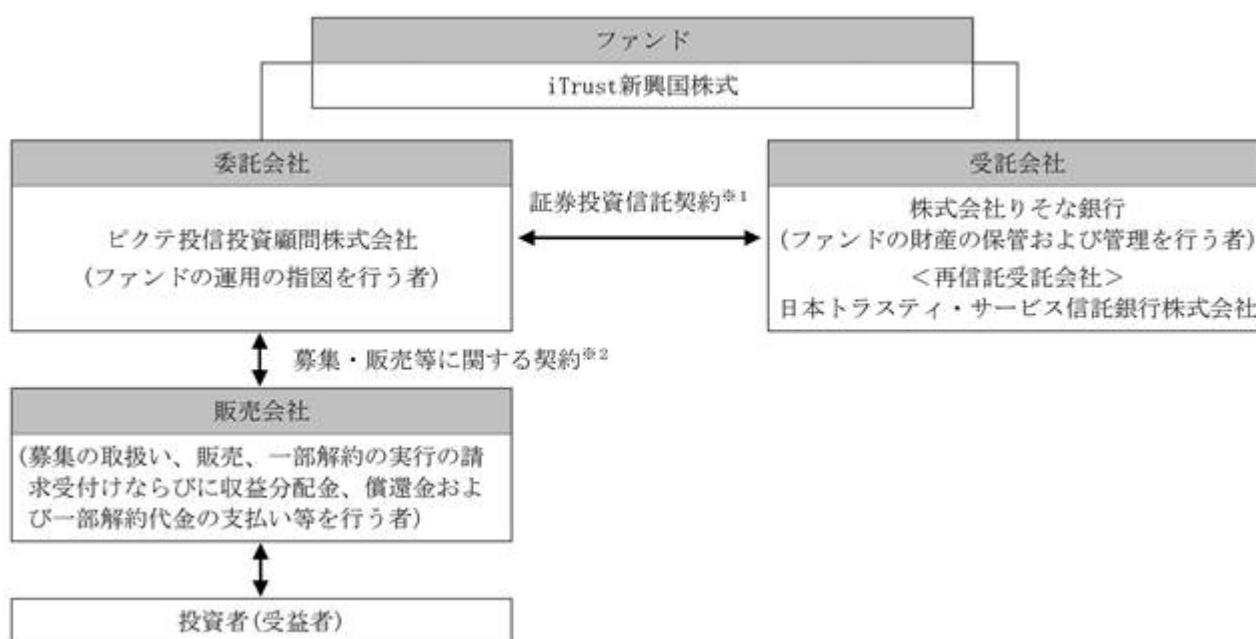 ファンド
iTrust新興国株式
委託会社
ピクテ投信投資顧問株式会社
(ファンドの運用の指図を行う者)
証券投資信託契約※1
受託会社
株式会社りそな銀行
(ファンドの財産の保管および管理を行う者)
＜再信託受託会社＞
日本トラスティ・サービス信託銀行株式会社
募集・販売等に関する契約※2
販売会社
(募集の取扱い、販売、一部解約の実行の請
求受付けならびに収益分配金、償還金およ
び一部解約代金の支払い等を行う者)
投資者(受益者)